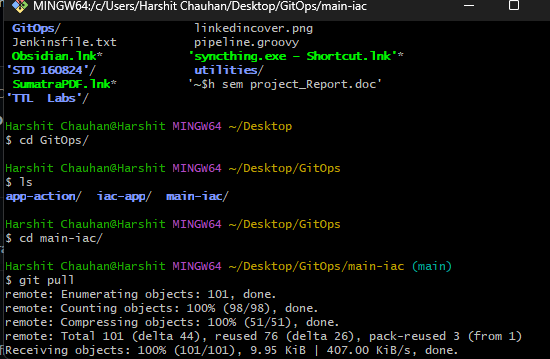 MINGW64:/c/Users/Harshit Chauhan/Desktop/GitOps/main-iac
GitOps/ linkedincover.png
Jenkinsfile.txt pipeline.groovy
Obsidian.lnk* 'syncthing.exe - Shortcut.lnk'*
'STD 160824'/ utilities/
SumatraPDF.lnk* '~$h sem project_Report.doc'
'TTL  Labs'/
Harshit Chauhan@Harshit MINGW64 ~/Desktop
$ cd GitOps/
Harshit Chauhan@Harshit MINGW64 ~/Desktop/GitOps
$ ls
app-action/ iac-app/ main-iac/
Harshit Chauhan@Harshit MINGW64 ~/Desktop/GitOps
$ cd main-iac/
Harshit Chauhan@Harshit MINGW64 ~/Desktop/GitOps/main-iac (main)
$ git pull
remote: Enumerating objects: 101, done.
remote: Counting objects: 100% (98/98), done.
remote: Compressing objects: 100% (51/51), done.
remote: Total 101 (delta 44), reused 76 (delta 26), pack-reused 3 (from 1)
Receiving objects: 100% (101/101), 9.95 KiB | 407.00 KiB/s, done.